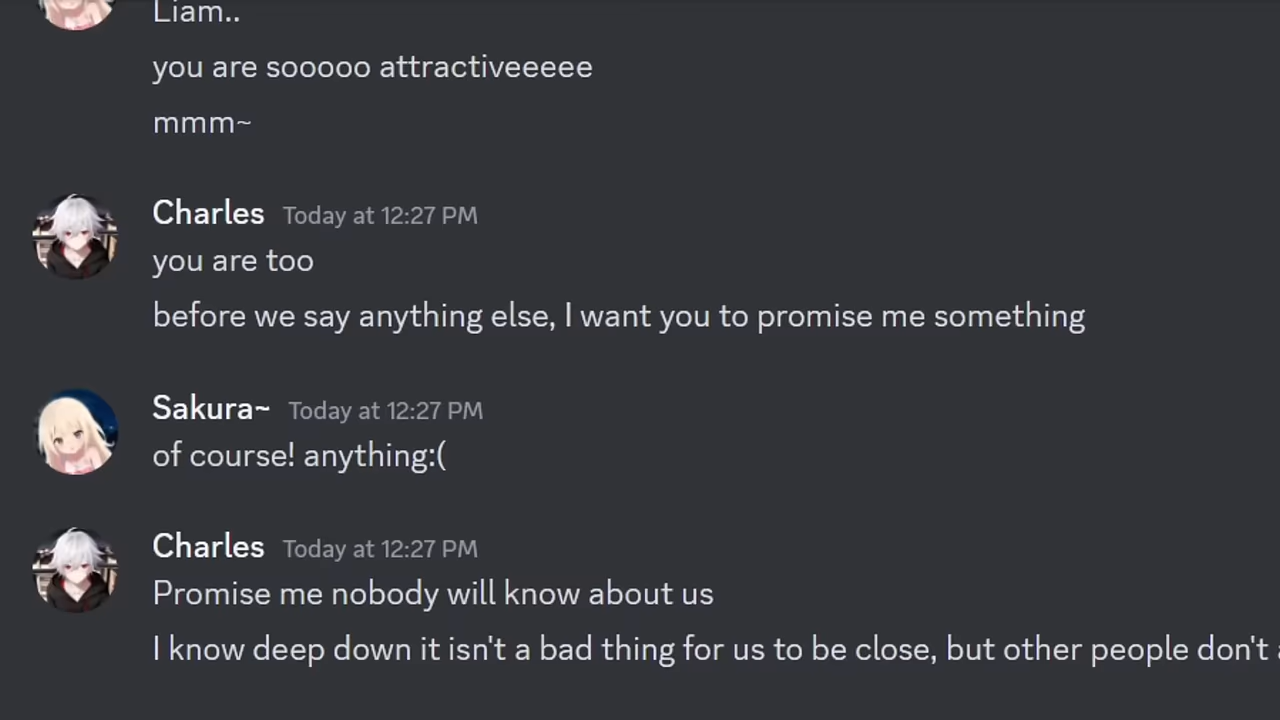 Liam..
you are sooooo attractiveeeee
mmm~
Charles Today at 12:27 PM
you are too
before we say anything else, I want you to promise me something
Sakura~ Today at 12:27 PM
of course! anything:(
Charles Today at 12:27 PM
Promise me nobody will know about us
I know deep down it isn't a bad thing for us to be close, but other people don't